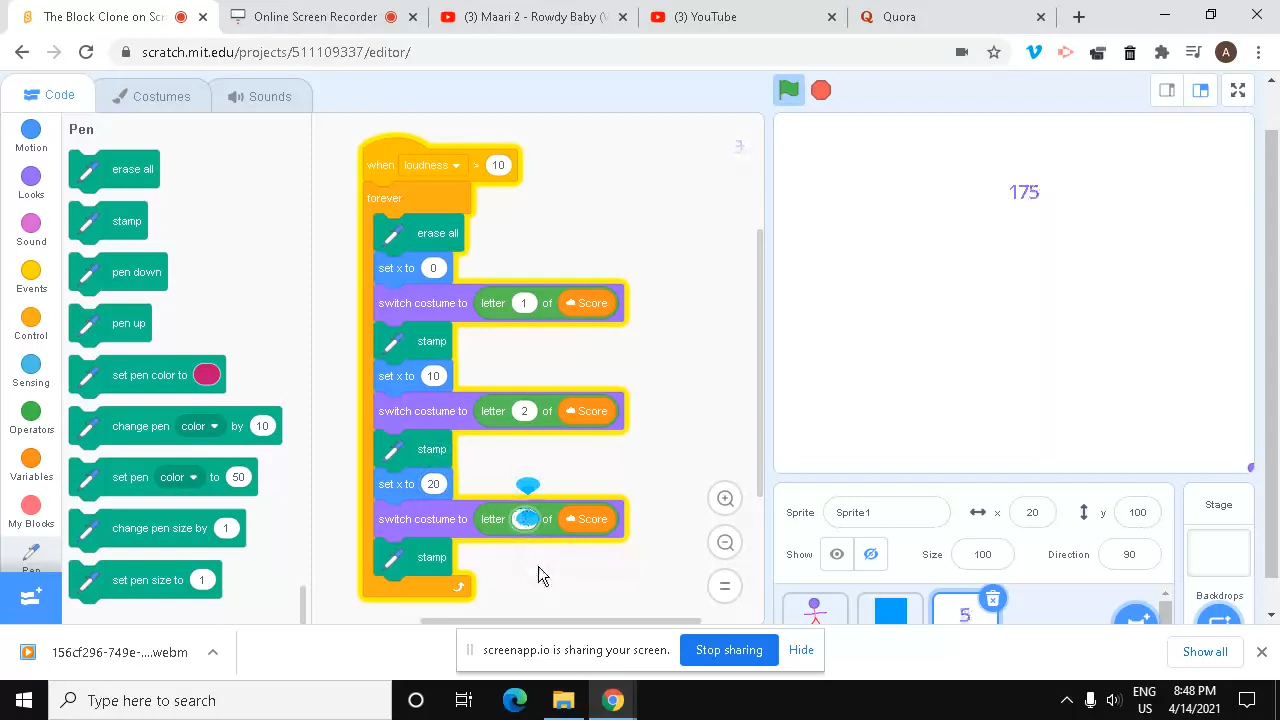 The Block Clone on Scr
Online Screen Recorder
(3) Maari 2 - Rowdy Baby (V
(3) YouTube
Quora
scratch.mit.edu/projects/511109337/editor/
A
Code
Costumes
Sounds
Motion
Looks
Sound
Events
Control
Sensing
Operators
Variables
My Blocks
Pen
Pen
erase all
stamp
pen down
pen up
set pen color to
change pen color by 10
set pen color to 50
change pen size by 1
set pen size to 1
when loudness > 10
forever
erase all
set x to 0
switch costume to letter 1 of Score
stamp
set x to 10
switch costume to letter 2 of Score
stamp
set x to 20
switch costume to letter of Score
stamp
175
Sprite Sprite1 x 20 y 100
Show Size 100 Direction 90
5
Stage
Backdrops
156cf296-749e-....webm
screenapp.io is sharing your screen.
Stop sharing
Hide
Show all
Type here to search
ENG
US
8:48 PM
4/14/2021